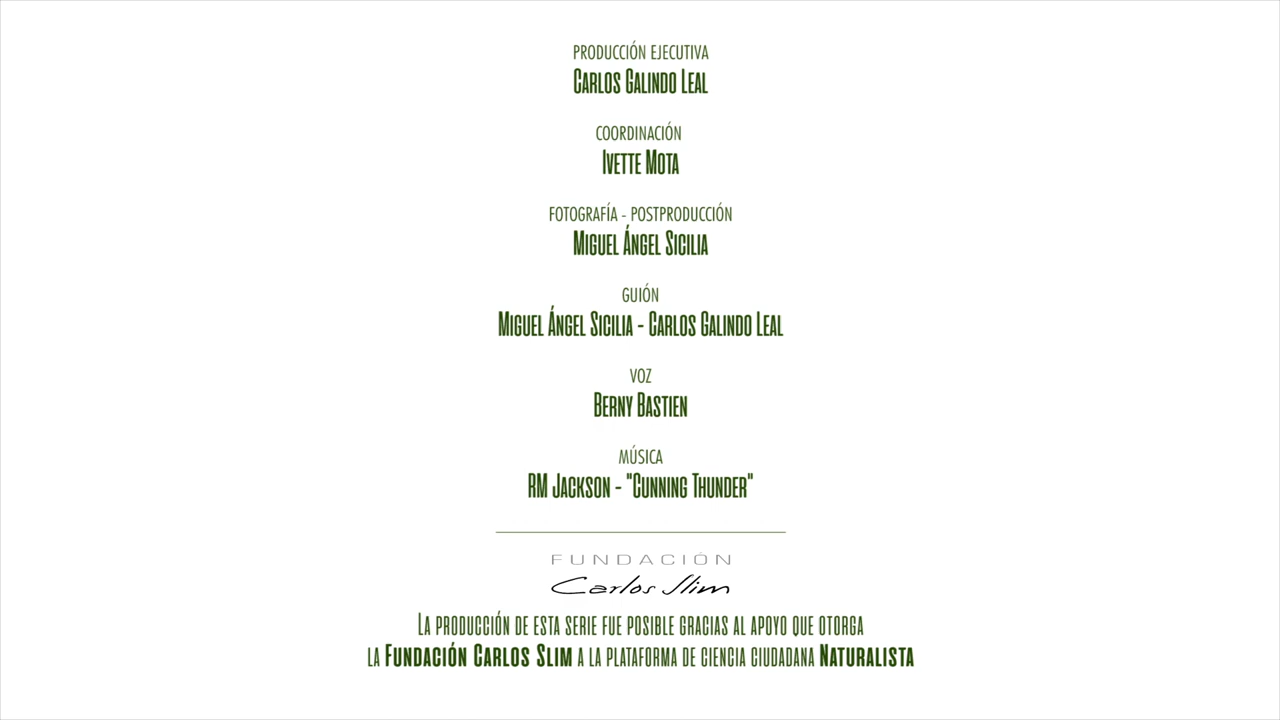 PRODUCCIÓN EJECUTIVA
CARLOS GALINDO LEAL
COORDINACIÓN
IVETTE MOTA
FOTOGRAFÍA - POSTPRODUCCIÓN
MIGUEL ÁNGEL SICILIA
GUIÓN
MIGUEL ÁNGEL SICILIA - CARLOS GALINDO LEAL
VOZ
BERNY BASTIEN
MÚSICA
RM JACKSON - "CUNNING THUNDER"
FUNDACIÓN
Carlos Slim
LA PRODUCCIÓN DE ESTA SERIE FUE POSIBLE GRACIAS AL APOYO QUE OTORGA
LA FUNDACIÓN CARLOS SLIM A LA PLATAFORMA DE CIENCIA CIUDADANA NATURALISTA